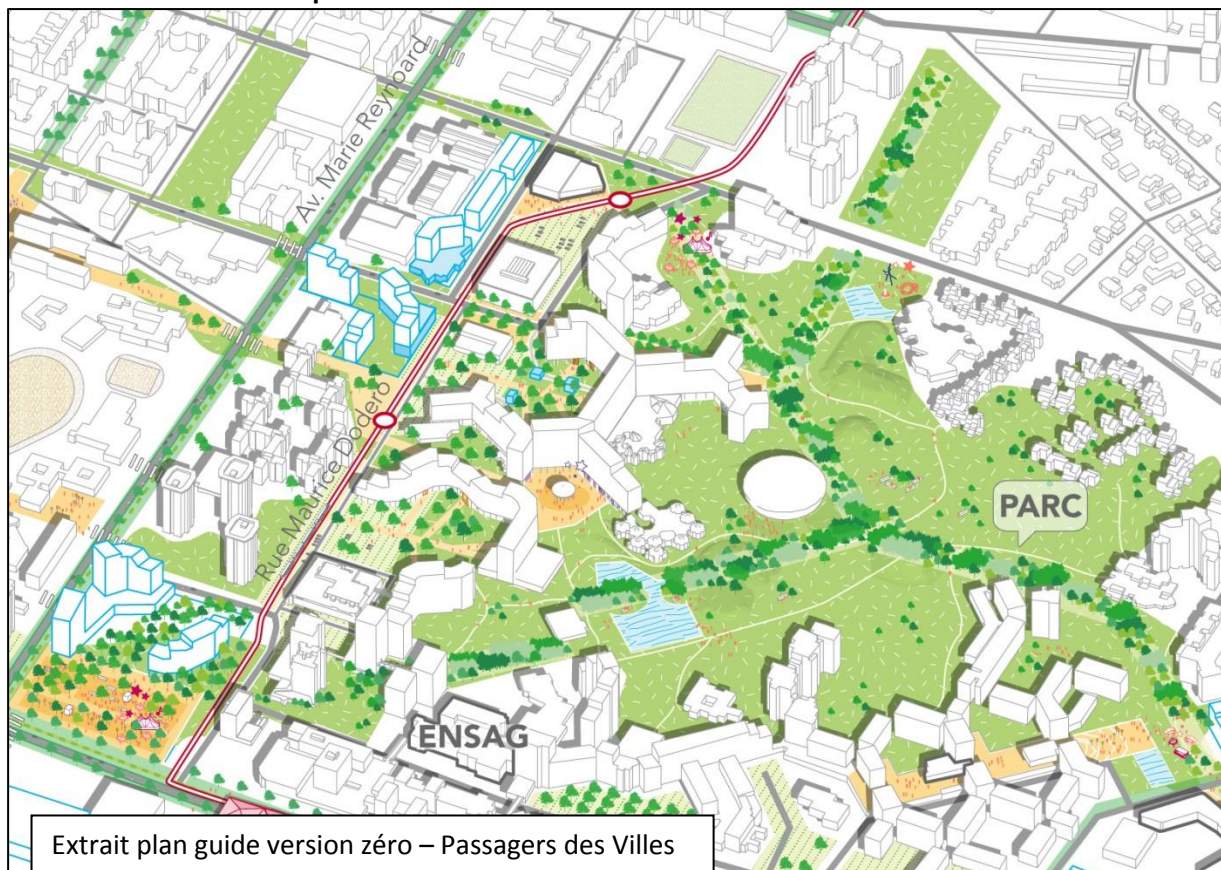 Av. Marie Reynoard
Rue Maurice Dodero
PARC
ENSAG
Extrait plan guide version zéro – Passagers des Villes